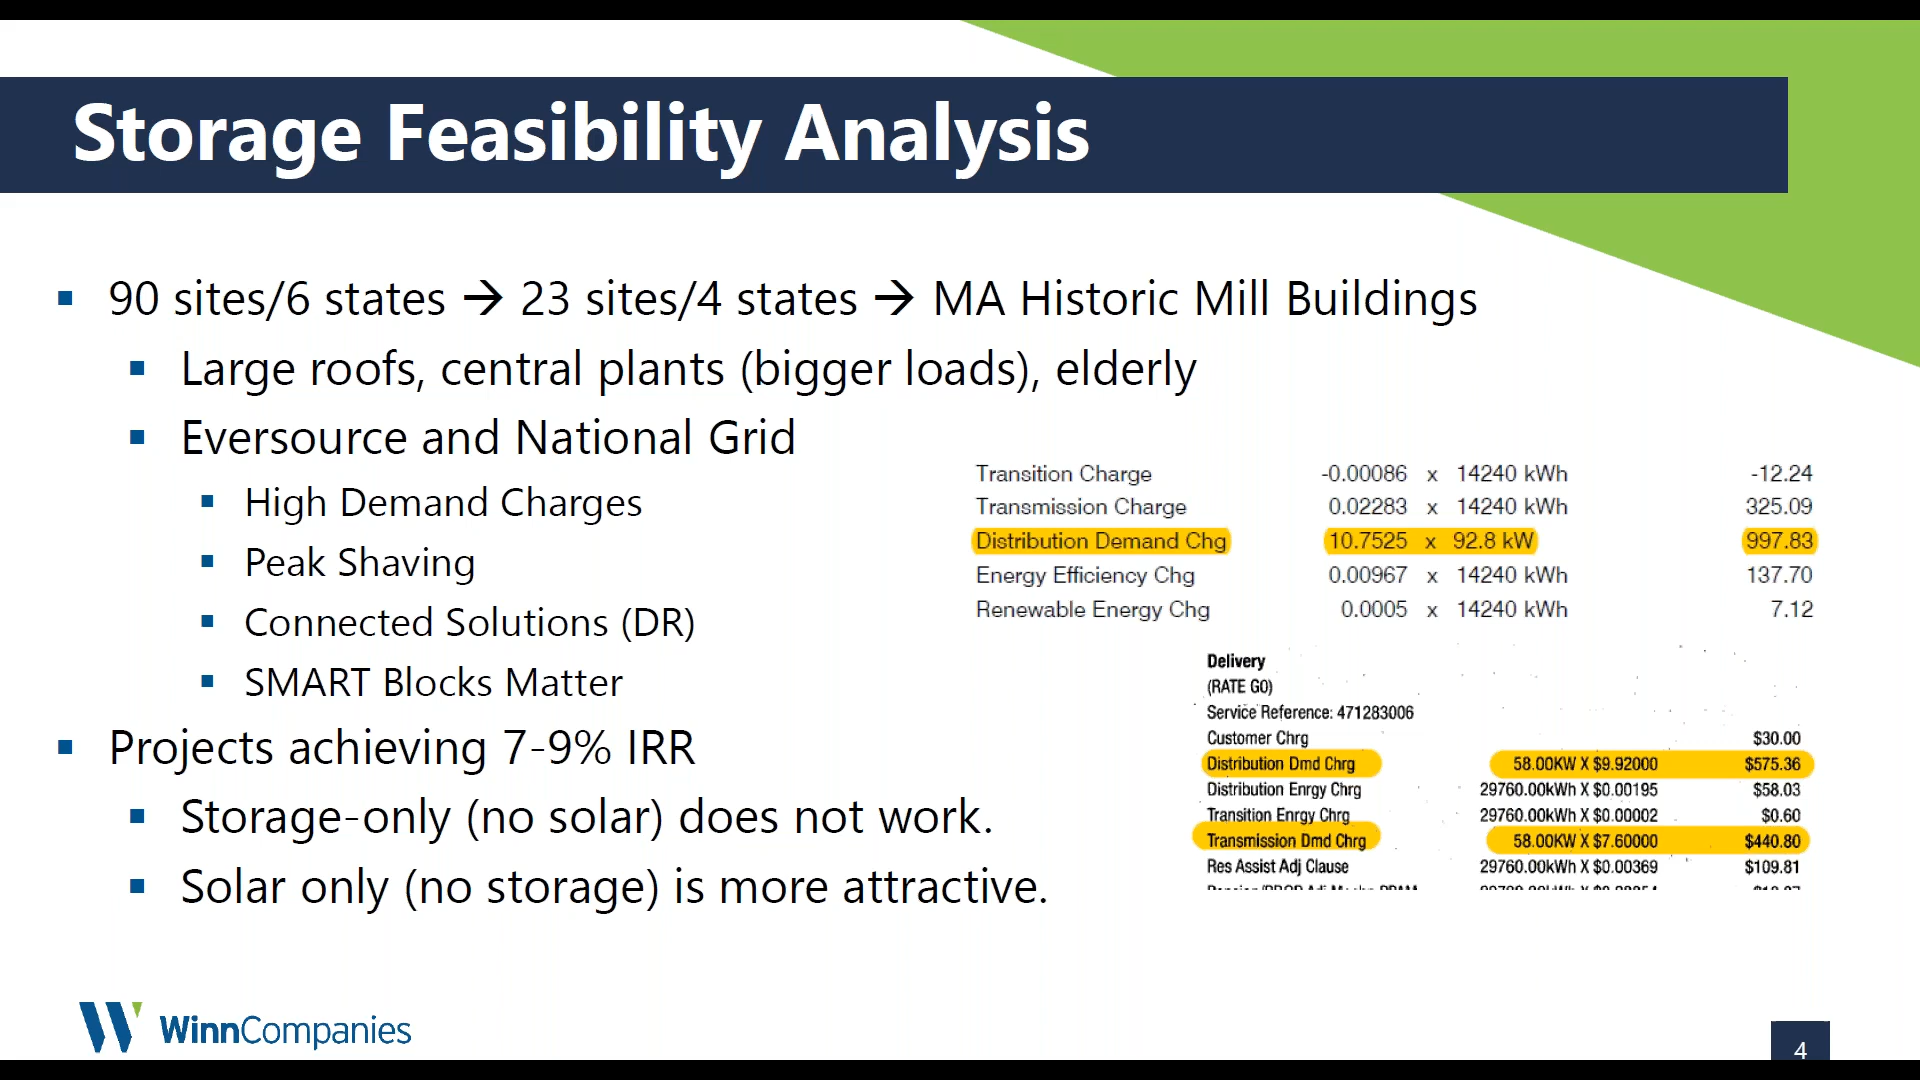 Storage Feasibility Analysis
90 sites/6 states → 23 sites/4 states → MA Historic Mill Buildings
Large roofs, central plants (bigger loads), elderly
Eversource and National Grid
High Demand Charges
Peak Shaving
Connected Solutions (DR)
SMART Blocks Matter
Projects achieving 7-9% IRR
Storage-only (no solar) does not work.
Solar only (no storage) is more attractive.
Transition Charge -0.00086 x 14240 kWh -12.24
Transmission Charge 0.02283 x 14240 kWh 325.09
Distribution Demand Chg 10.7525 x 92.8 kW 997.83
Energy Efficiency Chg 0.00967 x 14240 kWh 137.70
Renewable Energy Chg 0.0005 x 14240 kWh 7.12
Delivery
(RATE G0)
Service Reference: 471283006
Customer Chrg $30.00
Distribution Dmd Chrg 58.00KW X $9.92000 $575.36
Distribution Enrgy Chrg 29760.00kWh X $0.00195 $58.03
Transition Enrgy Chrg 29760.00kWh X $0.00002 $0.60
Transmission Dmd Chrg 58.00KW X $7.60000 $440.80
Res Assist Adj Clause 29760.00kWh X $0.00369 $109.81
WinnCompanies
4